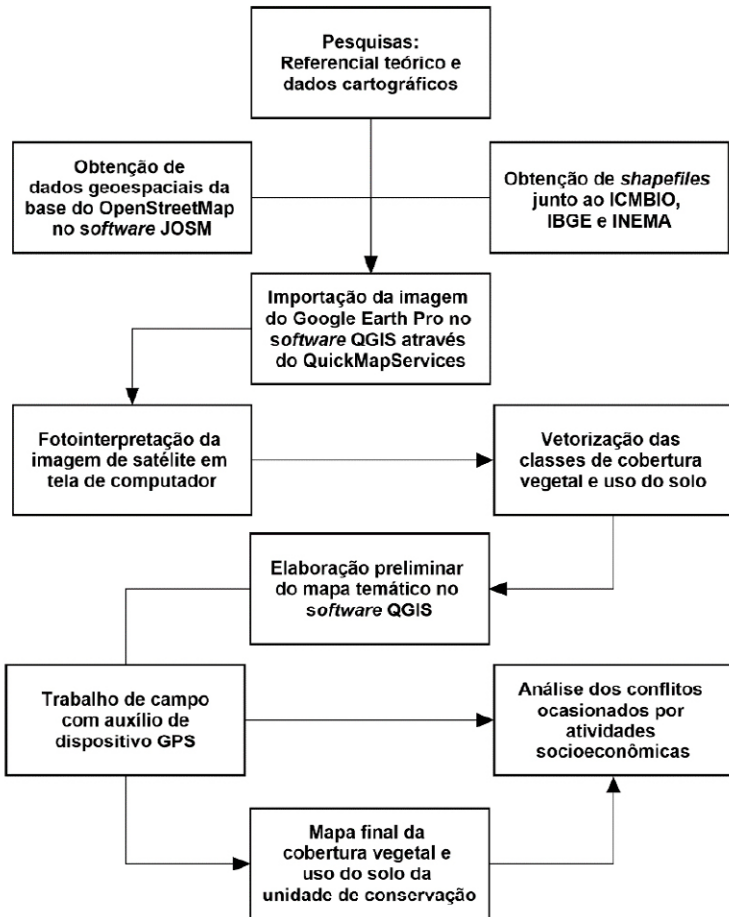 Pesquisas:
Referencial teórico e
dados cartográficos
Obtenção de
dados geoespaciais da
base do OpenStreetMap
no software JOSM
Obtenção de shapefiles
junto ao ICMBIO,
IBGE e INEMA
Importação da imagem
do Google Earth Pro no
software QGIS através
do QuickMapServices
Fotointerpretação da
imagem de satélite em
tela de computador
Vetorização das
classes de cobertura
vegetal e uso do solo
Elaboração preliminar
do mapa temático no
software QGIS
Trabalho de campo
com auxílio de
dispositivo GPS
Análise dos conflitos
ocasionados por
atividades
socioeconômicas
Mapa final da
cobertura vegetal e
uso do solo da
unidade de conservação